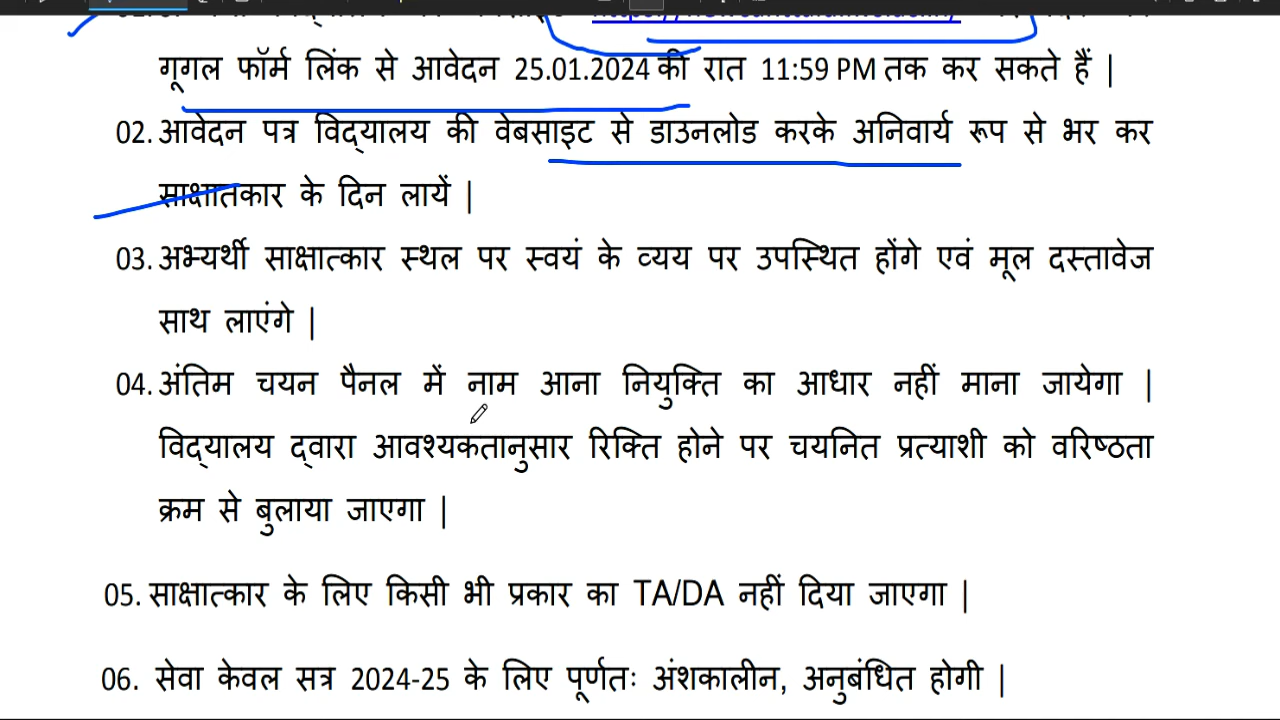 गूगल फॉर्म लिंक से आवेदन 25.01.2024 की रात 11:59 PM तक कर सकते हैं |
02. आवेदन पत्र विद्यालय की वेबसाइट से डाउनलोड करके अनिवार्य रूप से भर कर
साक्षातकार के दिन लायें |
03. अभ्यर्थी साक्षात्कार स्थल पर स्वयं के व्यय पर उपस्थित होंगे एवं मूल दस्तावेज
साथ लाएंगे |
04. अंतिम चयन पैनल में नाम आना नियुक्ति का आधार नहीं माना जायेगा |
विद्यालय द्वारा आवश्यकतानुसार रिक्ति होने पर चयनित प्रत्याशी को वरिष्ठता
क्रम से बुलाया जाएगा |
05. साक्षात्कार के लिए किसी भी प्रकार का TA/DA नहीं दिया जाएगा |
06. सेवा केवल सत्र 2024-25 के लिए पूर्णतः अंशकालीन, अनुबंधित होगी |